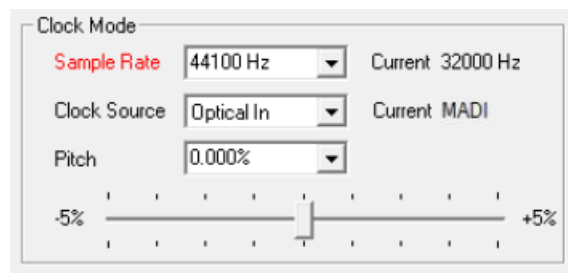 Clock Mode
Sample Rate 44100 Hz Current 32000 Hz
Clock Source Optical In Current MADI
Pitch 0.000%
-5% +5%